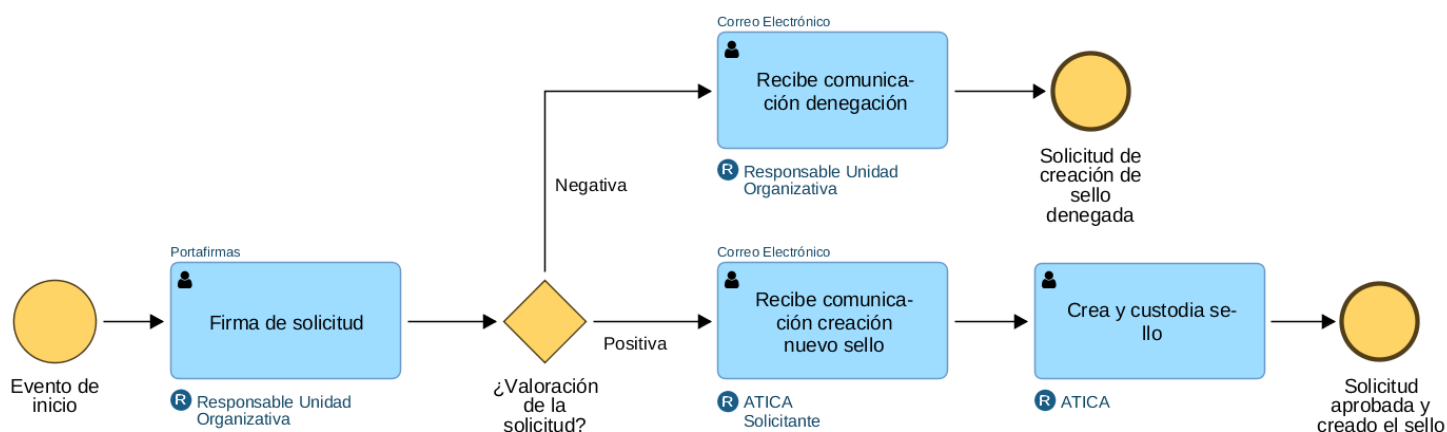 Correo Electrónico
Recibe comunica-
ción denegación
R Responsable Unidad
Organizativa
Solicitud de
creación de
sello
denegada
Negativa
Evento de
inicio
Portafirmas
Firma de solicitud
R Responsable Unidad
Organizativa
¿Valoración
de la
solicitud?
Positiva
Correo Electrónico
Recibe comunica-
ción creación
nuevo sello
R ATICA
Solicitante
Crea y custodia se-
llo
R ATICA
Solicitud
aprobada y
creado el sello